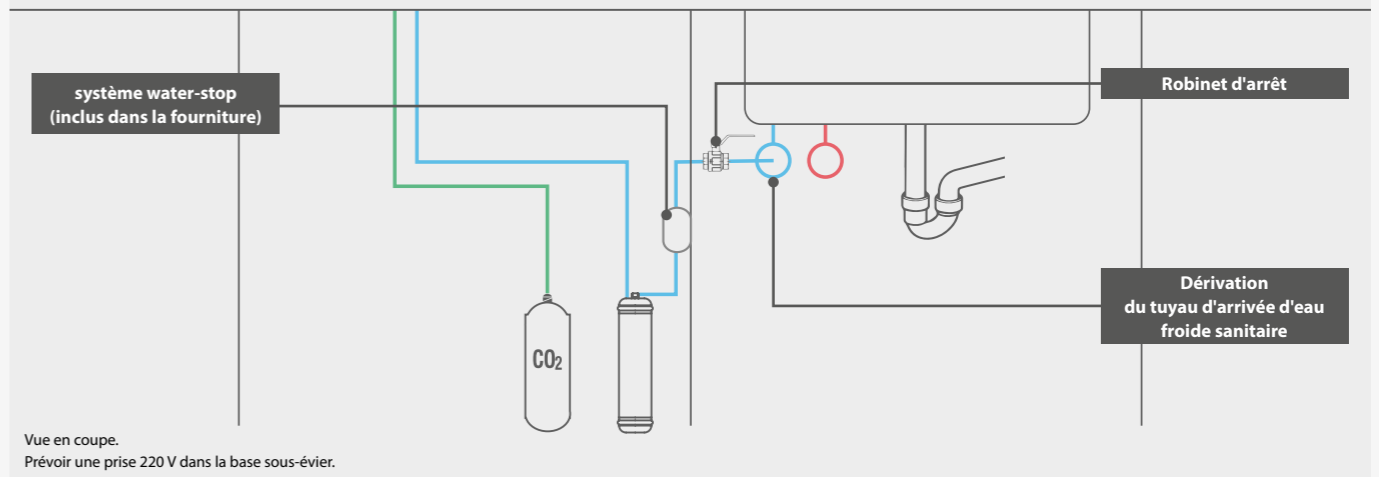 système water-stop
(inclus dans la fourniture)
Robinet d'arrêt
CO₂
Dérivation
du tuyau d'arrivée d'eau
froide sanitaire
Vue en coupe.
Prévoir une prise 220 V dans la base sous-évier.